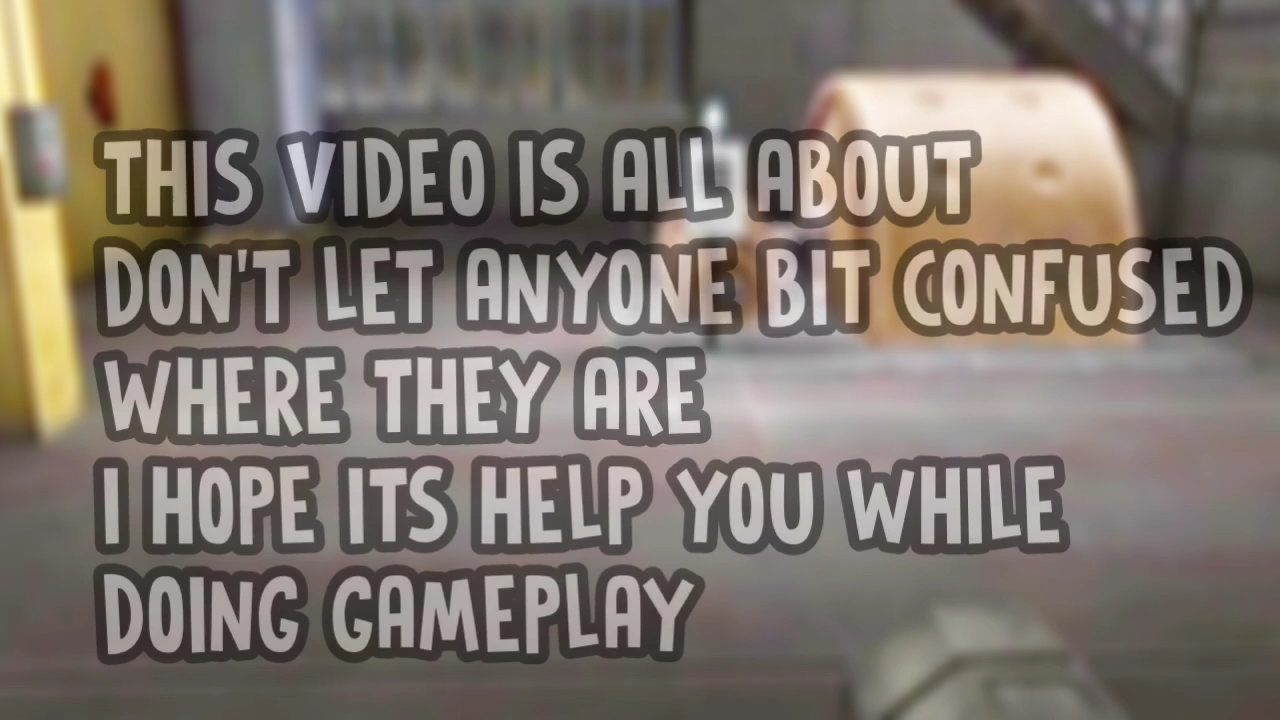 THIS VIDEO IS ALL ABOUT
DON'T LET ANYONE BIT CONFUSED
WHERE THEY ARE
I HOPE ITS HELP YOU WHILE
DOING GAMEPLAY